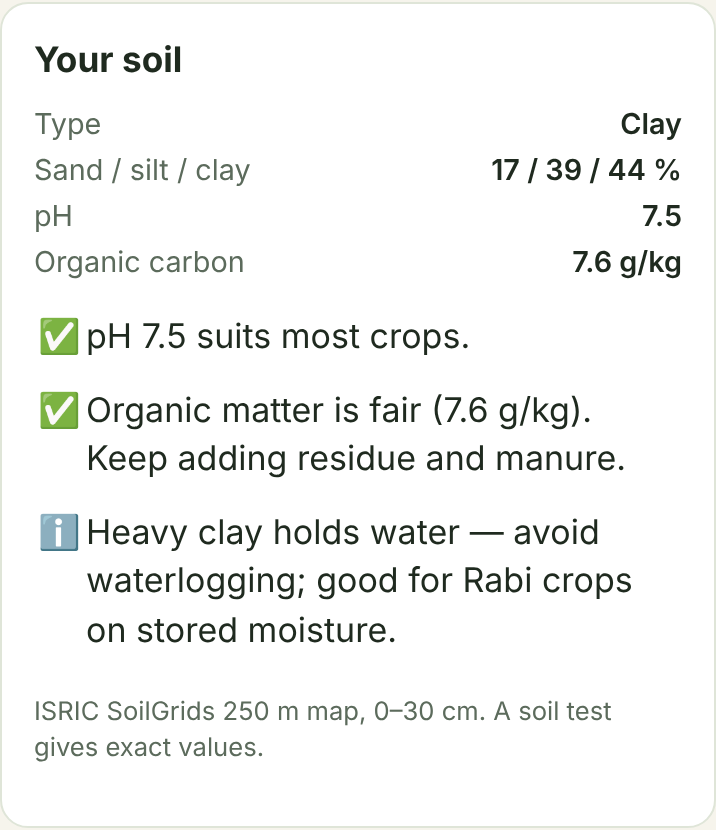 Your soil
Type Clay
Sand / silt / clay 17 / 39 / 44 %
pH 7.5
Organic carbon 7.6 g/kg
✅ pH 7.5 suits most crops.
✅ Organic matter is fair (7.6 g/kg).
Keep adding residue and manure.
ℹ️ Heavy clay holds water — avoid
waterlogging; good for Rabi crops
on stored moisture.
ISRIC SoilGrids 250 m map, 0–30 cm. A soil test
gives exact values.